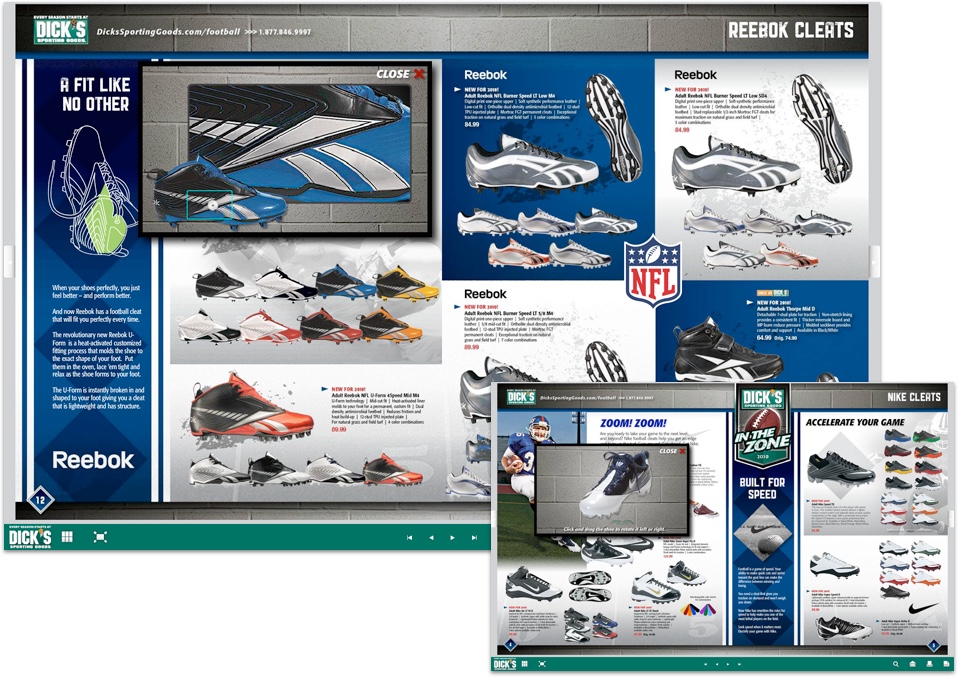 EVERY SEASON STARTS AT
DICK'S
SPORTING GOODS.
DicksSportingGoods.com/football >>> 1.877.846.9997
REEBOK CLEATS
A FIT LIKE
NO OTHER
When your shoes perfectly, you just
feel better – and perform better.
And now Reebok has a football cleat
that will fit you perfectly every time.
The revolutionary new Reebok U-
Form is a heat-activated customized
fitting process that molds the shoe to
the exact shape of your foot. Put
them in the oven, lace 'em tight and
relax as the shoe forms to your foot.
The U-Form is instantly broken in and
shaped to your foot giving you a cleat
that is lightweight and has structure.
Reebok
12
CLOSE X
Reebok
NEW FOR 2010!
Adult Reebok NFL Burner Speed LT Low M4
Digital print one-piece upper | Soft synthetic performance leather |
Low-cut fit | Ortholite dual density antimicrobial footbed | 12-stud
TPU injected plate | Mortroc FGT permanent cleats | Exceptional
traction on natural grass and field turf | 5 color combinations
84.99
Reebok
NEW FOR 2010!
Adult Reebok NFL Burner Speed LT Low SD4
Digital print one-piece upper | Soft synthetic performance
leather | Low-cut fit | Ortholite dual density antimicrobial
footbed | Stud replaceable 1/2-inch Mortroc FGT cleats for
maximum traction on natural grass and field turf |
5 color combinations
84.99
NFL
Reebok
NEW FOR 2010!
Adult Reebok NFL Burner Speed LT 5/8 M4
Digital print one-piece upper | Soft synthetic performance
leather | 5/8 mid-cut fit | Ortholite dual density antimicrobial
footbed | 12-stud TPU injected plate | Mortroc FGT
permanent cleats | Exceptional traction on natural
grass and field turf | 7 color combinations
89.99
NEW FOR 2010!
Adult Reebok Thorpe Mid D
Detachable 7-stud plate for traction | Non-stretch lining
provides a consistent fit | Thicker innersole board and
MP foam reduce pressure | Molded sockliner provides
comfort and support | Available in Black/White
64.99 Orig. 74.99
NEW FOR 2010!
Adult Reebok NFL U-Form 4Speed Mid M4
U-Form technology | Mid-cut fit | Heat-activated liner
molds to your foot for a permanent, custom fit | Dual
density antimicrobial footbed | Reduces friction and
heat build-up | 12-stud TPU injected plate |
For natural grass and field turf | 4 color combinations
89.99
EVERY SEASON STARTS AT
DICK'S
SPORTING GOODS.
DICK'S
DicksSportingGoods.com/football >>> 1.877.846.9997
DICK'S
SPORTING GOODS
IN THE
ZONE
2010
NIKE CLEATS
ZOOM! ZOOM!
Are you ready to take your game to the next level
CLOSE X
Click and drag the shoe to rotate it left or right.
BUILT FOR
SPEED
ACCELERATE YOUR GAME
DICK'S